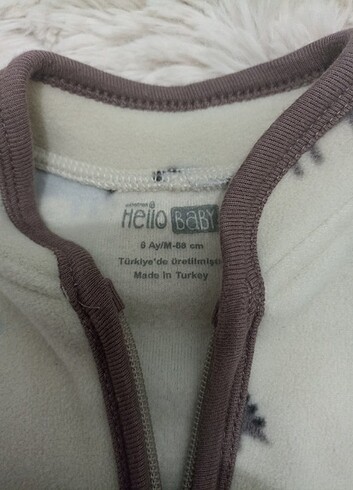 Hello BABY
6 Ay/M-68 cm
Türkiye'de üretilmiştir
Made in Turkey